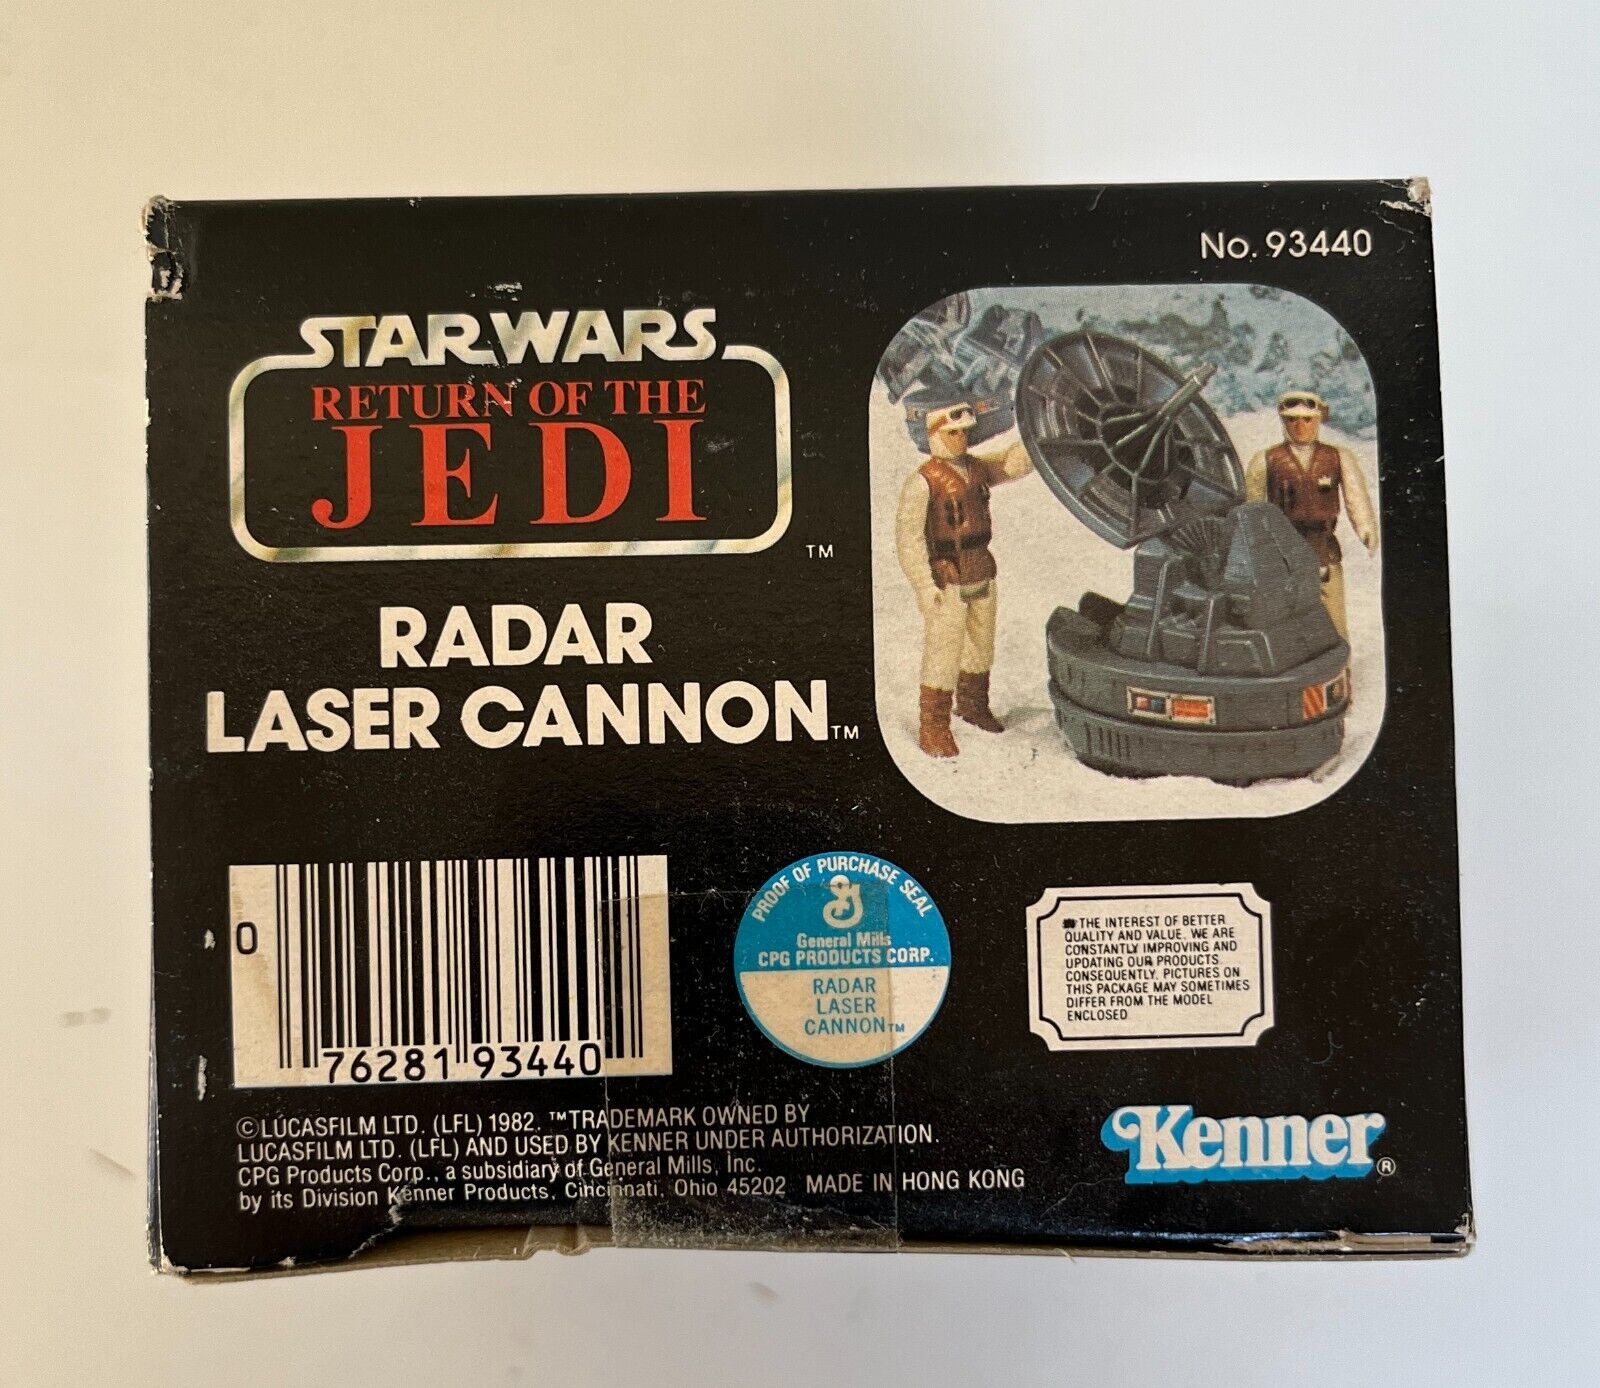 No. 93440
STAR WARS
RETURN OF THE
JEDI
TM
RADAR
LASER CANNON TM
0
76281 93440
PROOF OF PURCHASE SEAL
General Mills
CPG PRODUCTS CORP.
RADAR
LASER
CANNON TM
IN THE INTEREST OF BETTER
QUALITY AND VALUE, WE ARE
CONSTANTLY IMPROVING AND
UPDATING OUR PRODUCTS.
CONSEQUENTLY, PICTURES ON
THIS PACKAGE MAY SOMETIMES
DIFFER FROM THE MODEL
ENCLOSED
© LUCASFILM LTD. (LFL) 1982. ™TRADEMARK OWNED BY
LUCASFILM LTD. (LFL) AND USED BY KENNER UNDER AUTHORIZATION.
CPG Products Corp., a subsidiary of General Mills, Inc.
by its Division Kenner Products, Cincinnati, Ohio 45202 MADE IN HONG KONG
Kenner®